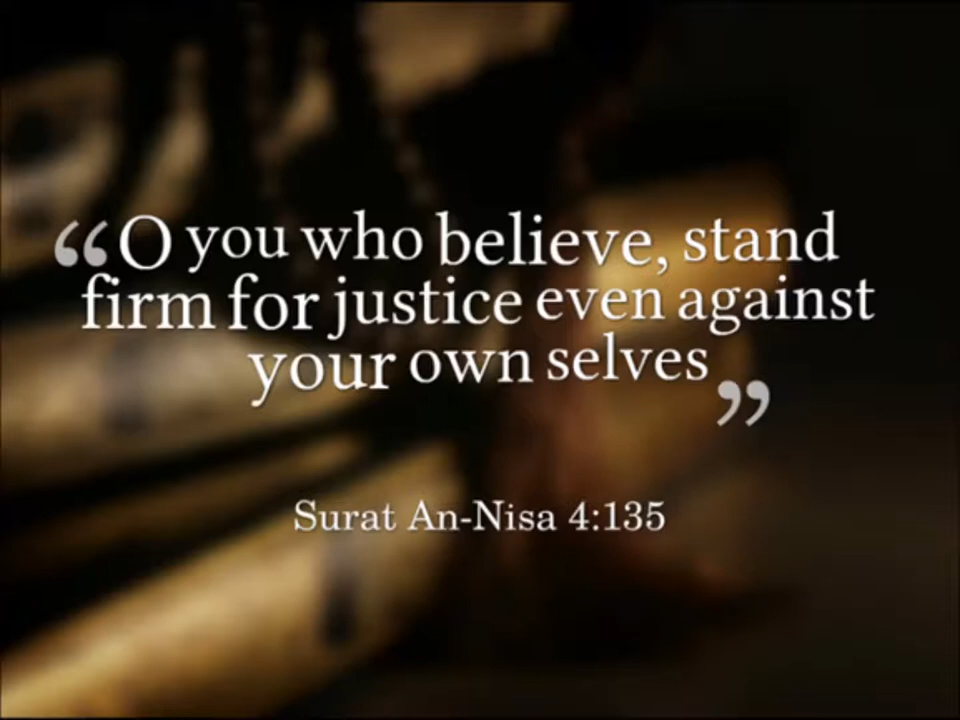 “O you who believe, stand
firm for justice even against
your own selves”
Surat An-Nisa 4:135